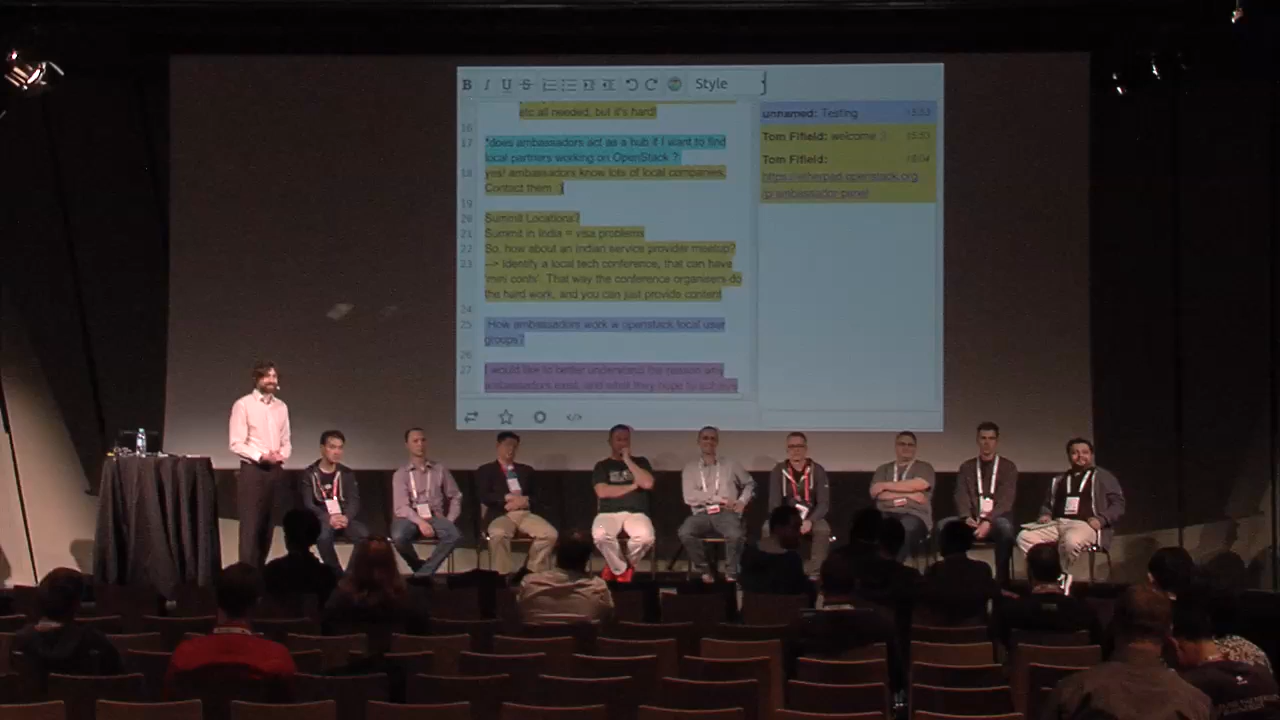 B I U S Style
etc all needed, but it's hard!
16
17 *does ambassadors act as a hub if I want to find
local partners working on OpenStack ?
18 yes! ambassadors know lots of local companies.
Contact them :)
19
20 Summit Locations?
21 Summit in India = visa problems
22 So, how about an Indian service provider meetup?
23 --> Identify a local tech conference, that can have
'mini confs'. That way the conference organisers do
the hard work, and you can just provide content
24
25 How ambassadors work w openstack local user
groups?
26
27 I would like to better understand the reason why
ambassadors exist, and what they hope to achieve
</>
unnamed: Testing
Tom Fifield: welcome :)
Tom Fifield:
https://etherpad.openstack.org
/p/ambassador-panel